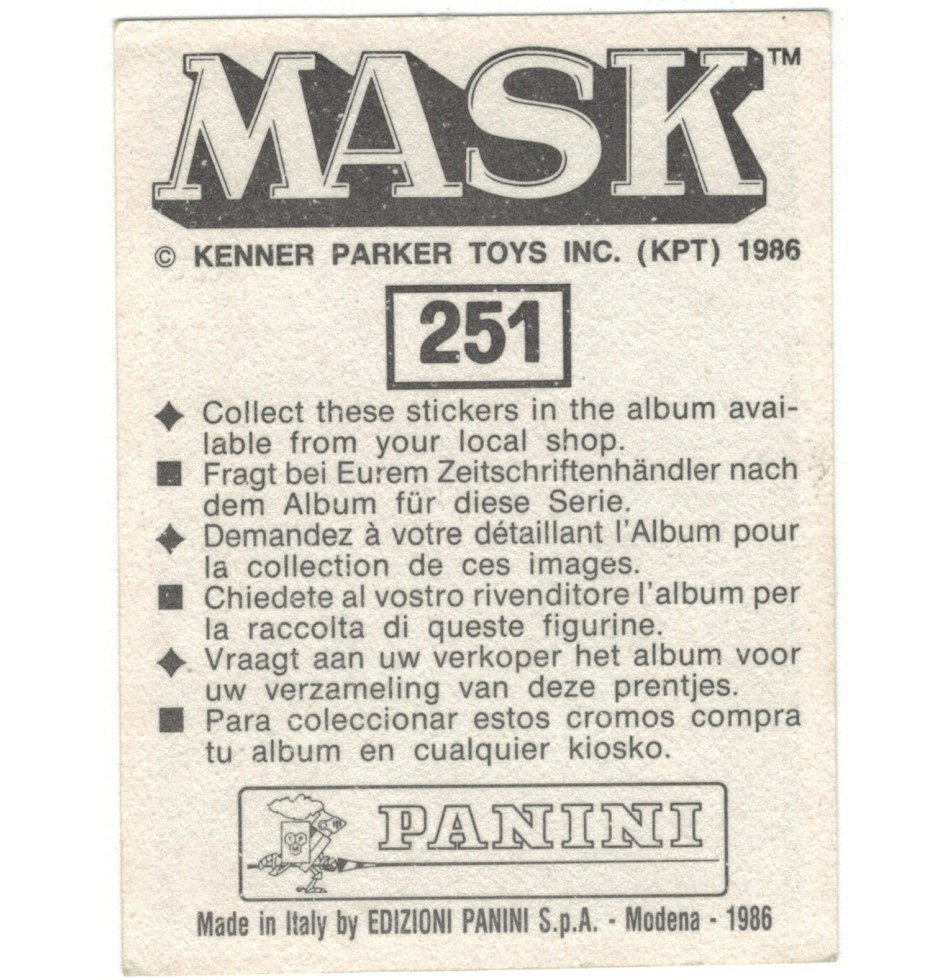 MASK™
© KENNER PARKER TOYS INC. (KPT) 1986
251
Collect these stickers in the album avai-
lable from your local shop.
Fragt bei Eurem Zeitschriftenhändler nach
dem Album für diese Serie.
Demandez à votre détaillant l'Album pour
la collection de ces images.
Chiedete al vostro rivenditore l'album per
la raccolta di queste figurine.
Vraagt aan uw verkoper het album voor
uw verzameling van deze prentjes.
Para coleccionar estos cromos compra
tu album en cualquier kiosko.
PANINI
Made in Italy by EDIZIONI PANINI S.p.A. - Modena - 1986